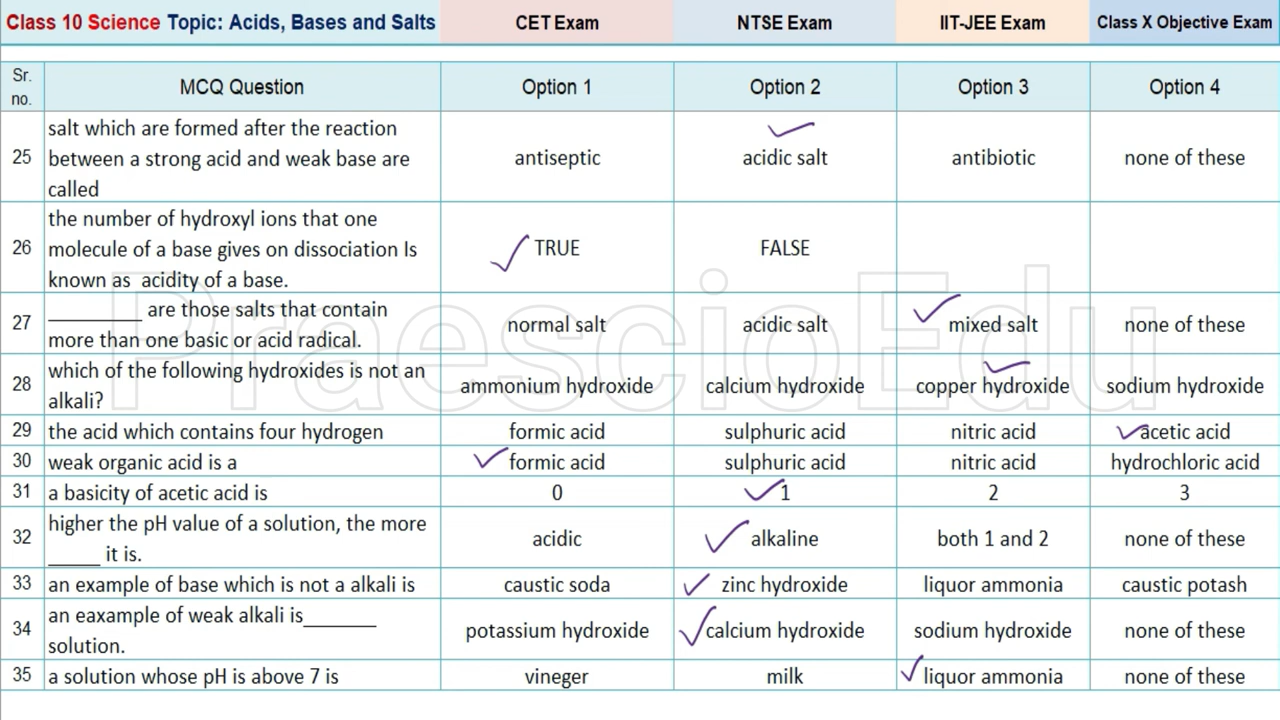 Class 10 Science Topic: Acids, Bases and Salts CET Exam NTSE Exam IIT-JEE Exam Class X Objective Exam
Sr. no. MCQ Question Option 1 Option 2 Option 3 Option 4
25 salt which are formed after the reaction
between a strong acid and weak base are
called
antiseptic acidic salt antibiotic none of these
26 the number of hydroxyl ions that one
molecule of a base gives on dissociation Is
known as acidity of a base.
TRUE FALSE
27 __________ are those salts that contain
more than one basic or acid radical.
normal salt acidic salt mixed salt none of these
28 which of the following hydroxides is not an
alkali?
ammonium hydroxide calcium hydroxide copper hydroxide sodium hydroxide
29 the acid which contains four hydrogen formic acid sulphuric acid nitric acid acetic acid
30 weak organic acid is a formic acid sulphuric acid nitric acid hydrochloric acid
31 a basicity of acetic acid is 0 1 2 3
32 higher the pH value of a solution, the more
_____ it is.
acidic alkaline both 1 and 2 none of these
33 an example of base which is not a alkali is caustic soda zinc hydroxide liquor ammonia caustic potash
34 an eaxample of weak alkali is________
solution.
potassium hydroxide calcium hydroxide sodium hydroxide none of these
35 a solution whose pH is above 7 is vineger milk liquor ammonia none of these
PraescioEdu